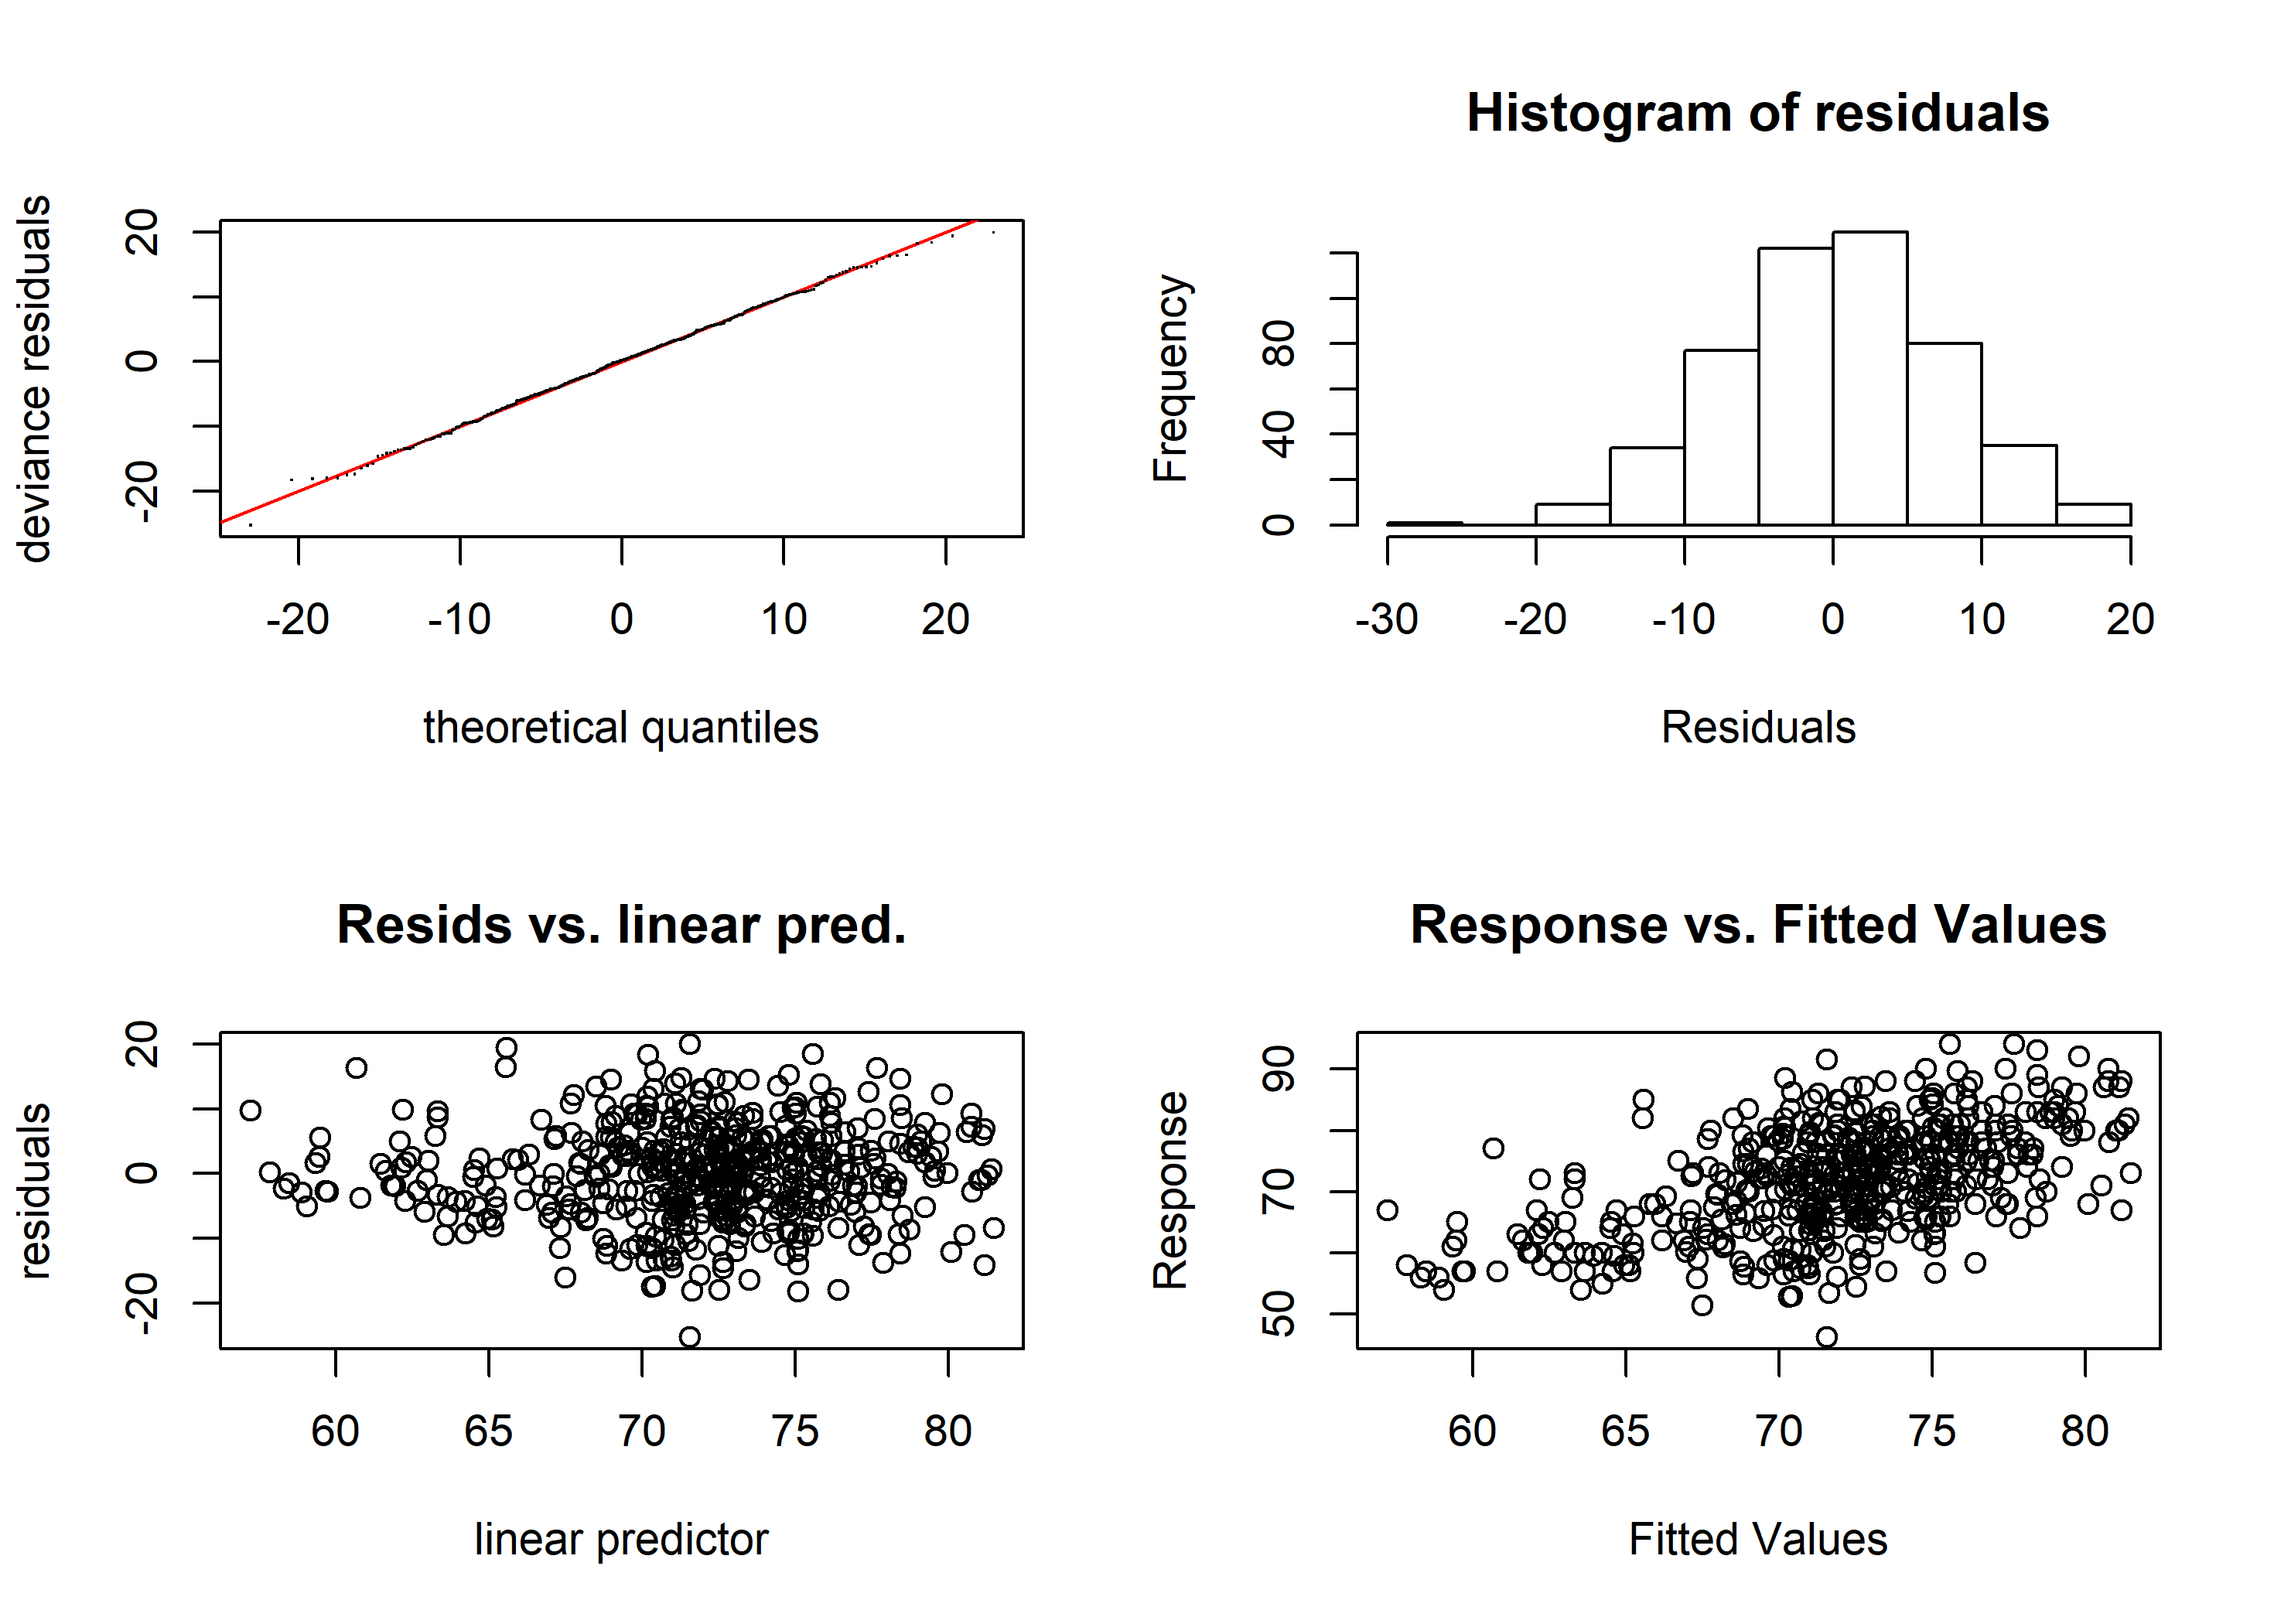 deviance residuals
20
0
-20
-20 -10 0 10 20
theoretical quantiles
Histogram of residuals
Frequency
80
40
0
-30 -20 -10 0 10 20
Residuals
Resids vs. linear pred.
residuals
20
0
-20
60 65 70 75 80
linear predictor
Response vs. Fitted Values
Response
90
70
50
60 65 70 75 80
Fitted Values